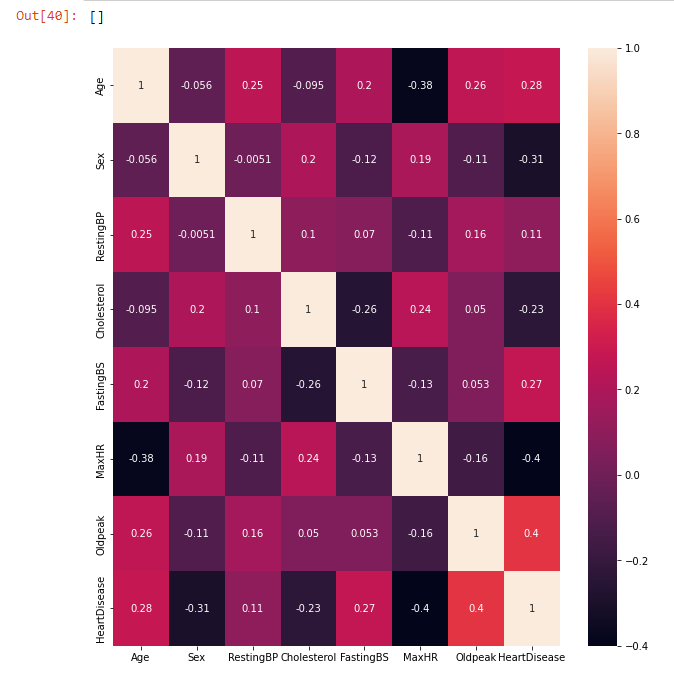 Out[40]: []
1.0
Age 1 -0.056 0.25 -0.095 0.2 -0.38 0.26 0.28
0.8
Sex -0.056 1 -0.0051 0.2 -0.12 0.19 -0.11 -0.31
0.6
RestingBP 0.25 -0.0051 1 0.1 0.07 -0.11 0.16 0.11
Cholesterol -0.095 0.2 0.1 1 -0.26 0.24 0.05 -0.23
0.4
FastingBS 0.2 -0.12 0.07 -0.26 1 -0.13 0.053 0.27
0.2
MaxHR -0.38 0.19 -0.11 0.24 -0.13 1 -0.16 -0.4
0.0
Oldpeak 0.26 -0.11 0.16 0.05 0.053 -0.16 1 0.4
−0.2
HeartDisease 0.28 -0.31 0.11 -0.23 0.27 -0.4 0.4 1
−0.4
Age Sex RestingBP Cholesterol FastingBS MaxHR Oldpeak HeartDisease